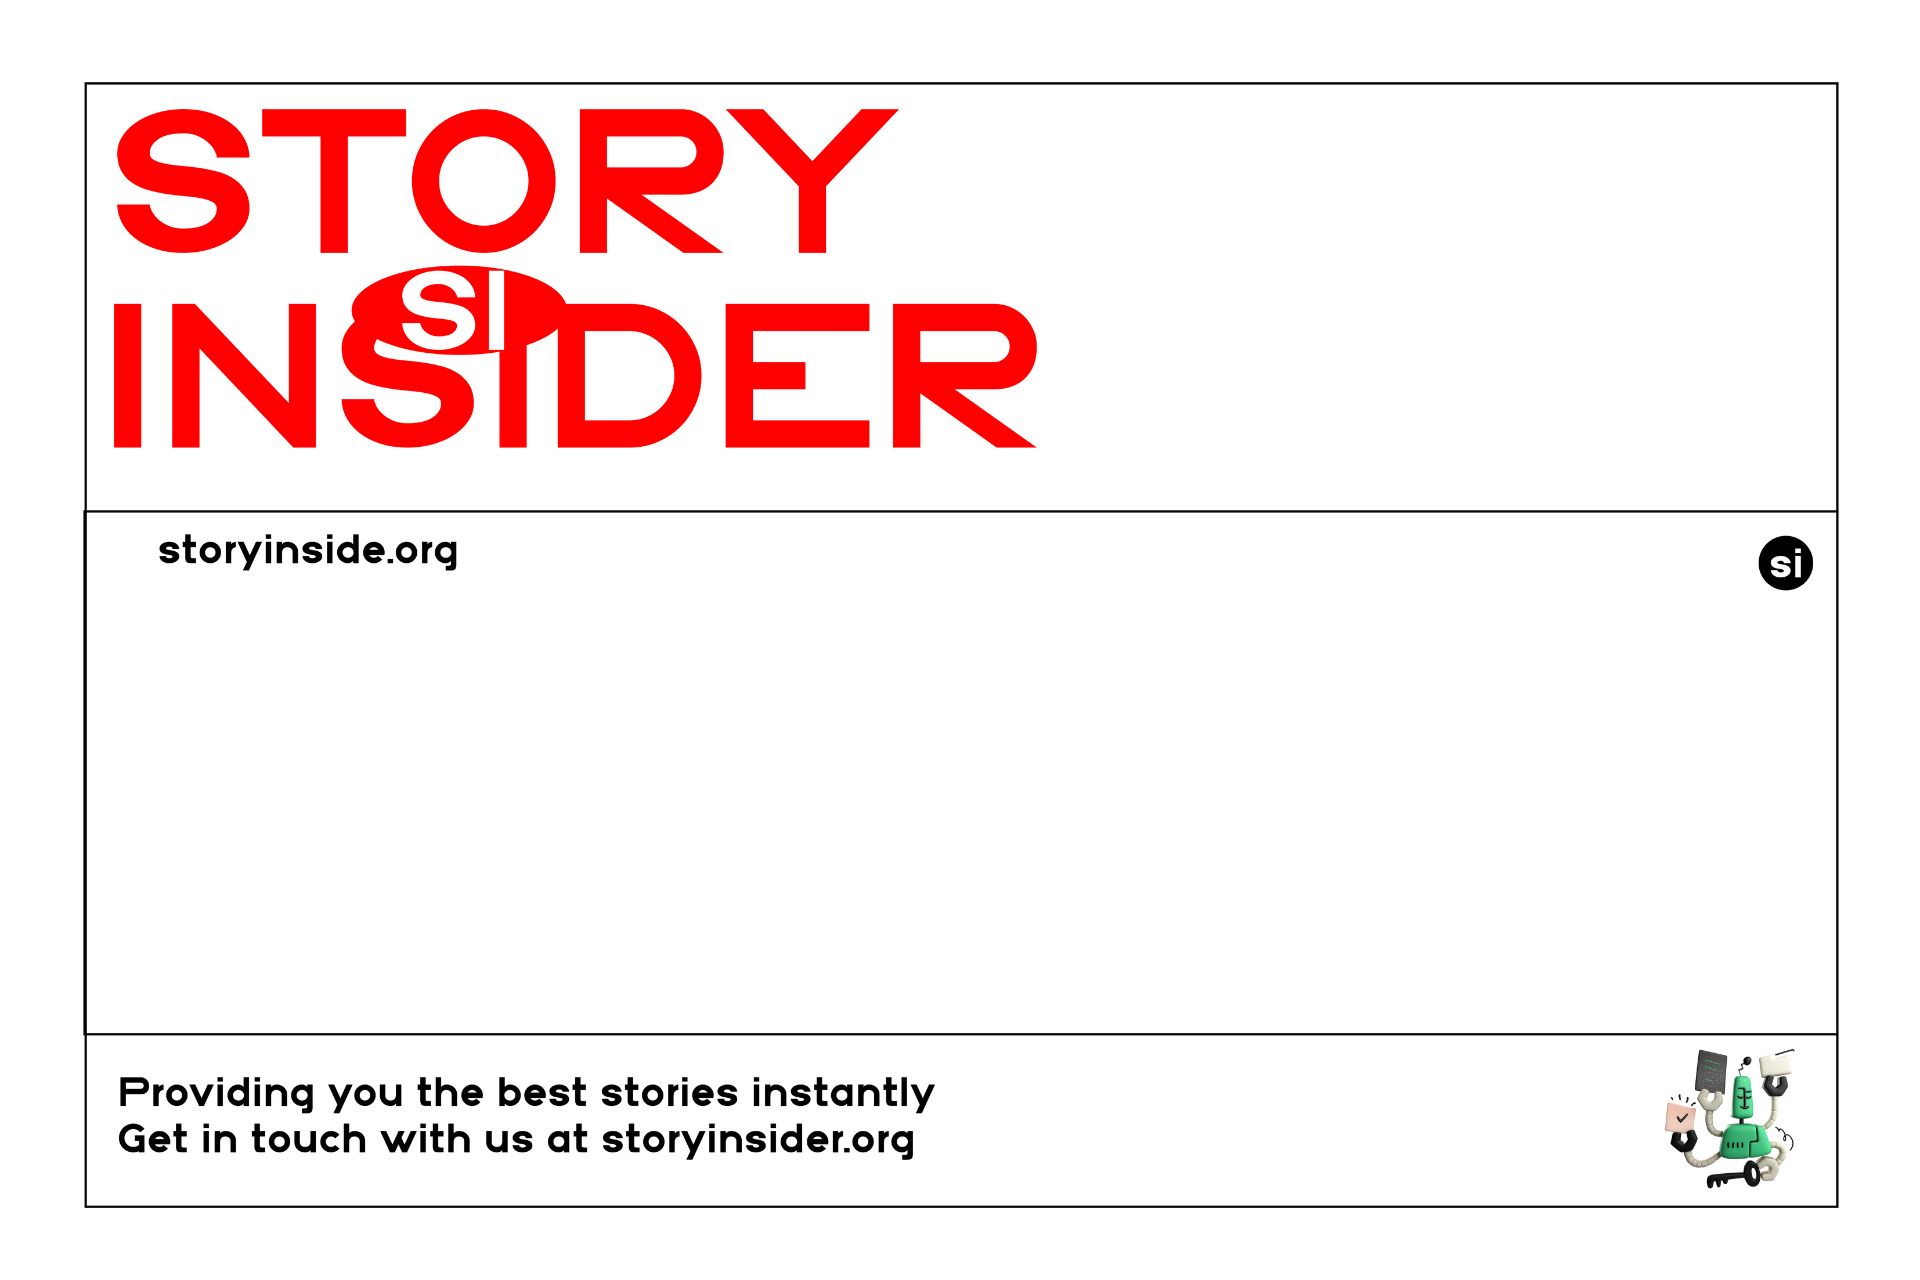 STORY
SI
INSIDER
storyinside.org
si
Providing you the best stories instantly
Get in touch with us at storyinsider.org